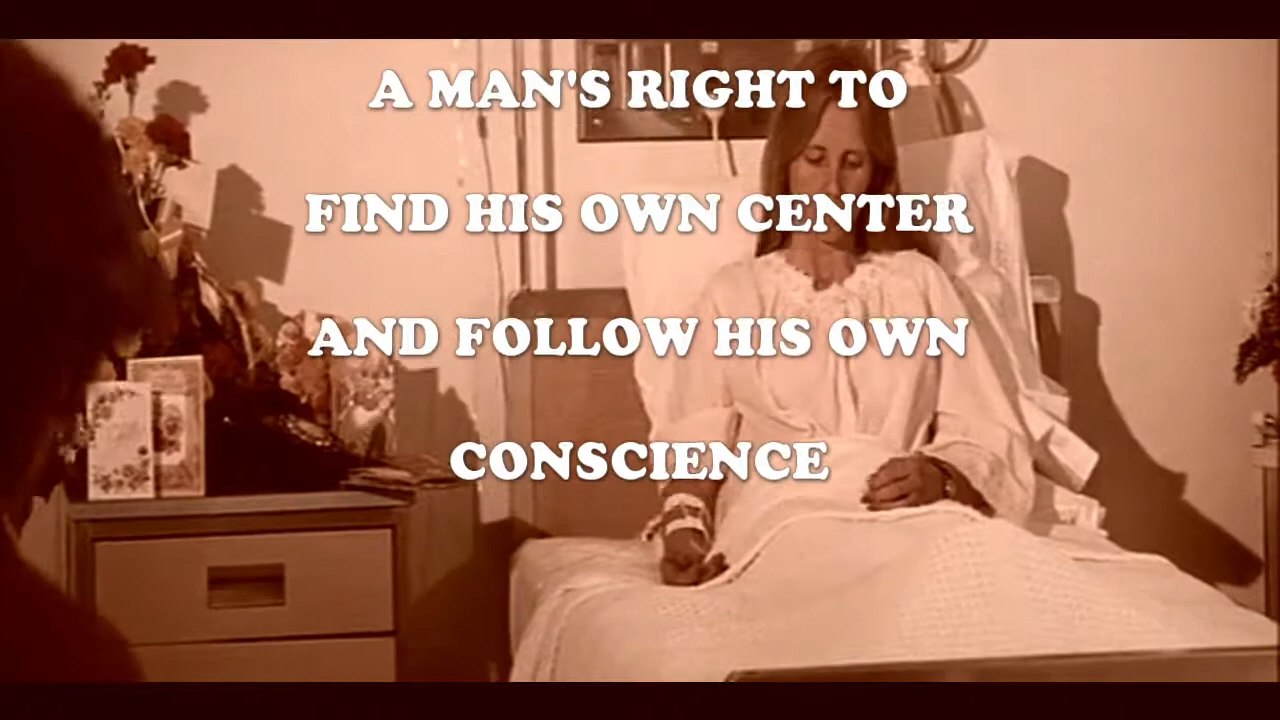 A MAN'S RIGHT TO
FIND HIS OWN CENTER
AND FOLLOW HIS OWN
CONSCIENCE